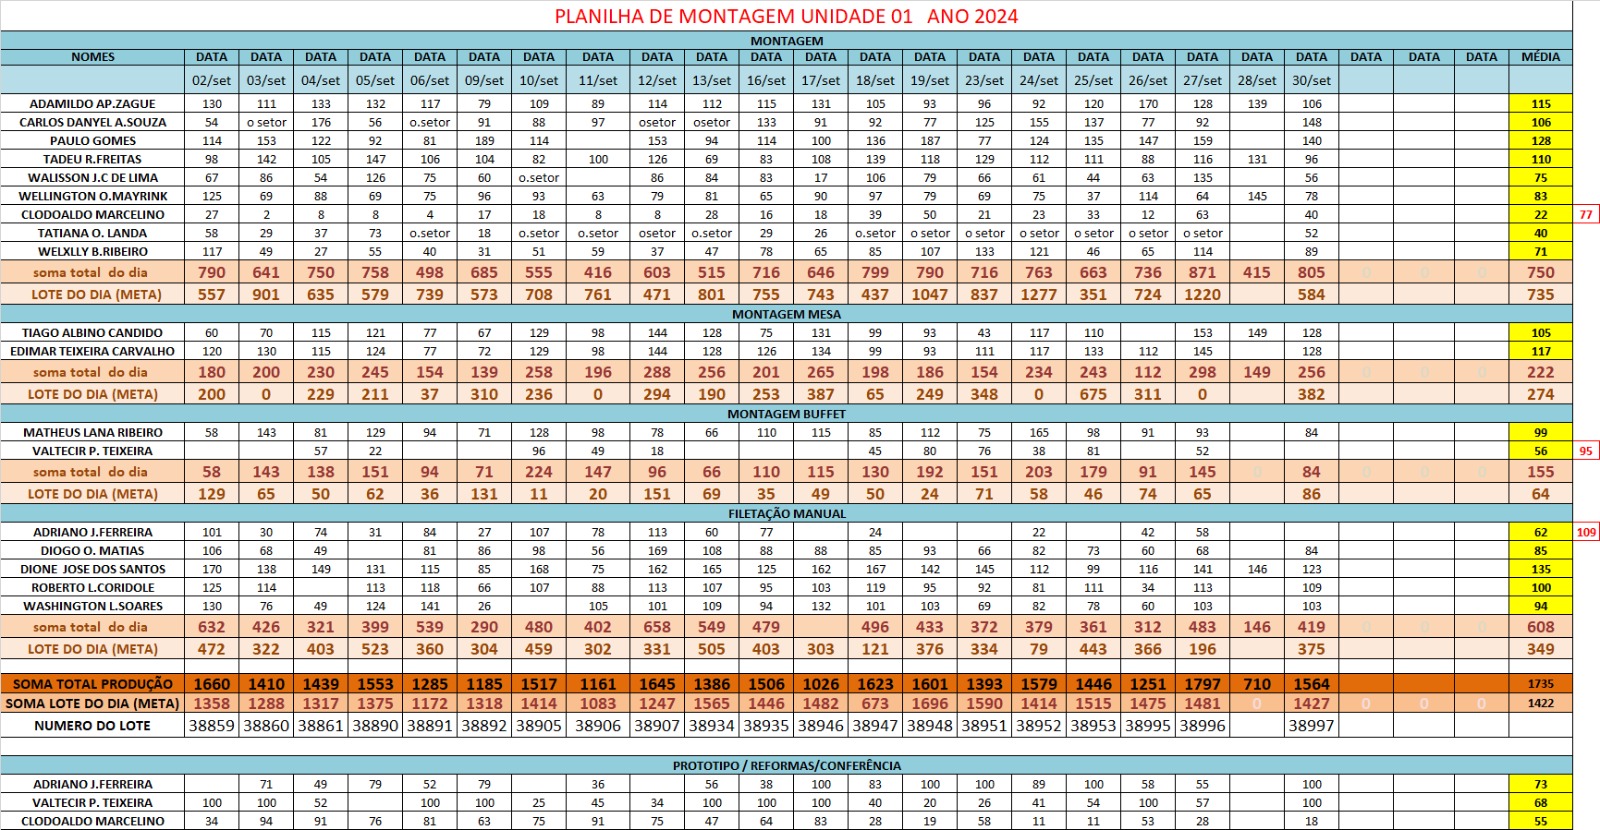 PLANILHA DE MONTAGEM UNIDADE 01 ANO 2024
MONTAGEM
NOMES DATA DATA DATA DATA DATA DATA DATA DATA DATA DATA DATA DATA DATA DATA DATA DATA DATA DATA DATA DATA DATA DATA DATA DATA MÉDIA
02/set 03/set 04/set 05/set 06/set 09/set 10/set 11/set 12/set 13/set 16/set 17/set 18/set 19/set 23/set 24/set 25/set 26/set 27/set 28/set 30/set
ADAMILDO AP.ZAGUE 130 111 133 132 117 79 109 89 114 112 115 131 105 93 96 92 120 170 128 139 106 115
CARLOS DANYEL A.SOUZA 54 o setor 176 56 o.setor 91 88 97 osetor osetor 133 91 92 77 125 155 137 77 92 148 106
PAULO GOMES 114 153 122 92 81 189 114 153 94 114 100 136 187 77 124 135 147 159 140 128
TADEU R.FREITAS 98 142 105 147 106 104 82 100 126 69 83 108 139 118 129 112 111 88 116 131 96 110
WALISSON J.C DE LIMA 67 86 54 126 75 60 o.setor 86 84 83 17 106 79 66 61 44 63 135 56 75
WELLINGTON O.MAYRINK 125 69 88 69 75 96 93 63 79 81 65 90 97 79 69 75 37 114 64 145 78 83
CLODOALDO MARCELINO 27 2 8 8 4 17 18 8 8 28 16 18 39 50 21 23 33 12 63 40 22 77
TATIANA O. LANDA 58 29 37 73 o.setor 18 o.setor o.setor osetor o.setor 29 26 o.setor o setor o setor o setor o setor o setor o setor 52 40
WELXLLY B.RIBEIRO 117 49 27 55 40 31 51 59 37 47 78 65 85 107 133 121 46 65 114 89 71
soma total do dia 790 641 750 758 498 685 555 416 603 515 716 646 799 790 716 763 663 736 871 415 805 0 0 0 750
LOTE DO DIA (META) 557 901 635 579 739 573 708 761 471 801 755 743 437 1047 837 1277 351 724 1220 584 735
MONTAGEM MESA
TIAGO ALBINO CANDIDO 60 70 115 121 77 67 129 98 144 128 75 131 99 93 43 117 110 153 149 128 105
EDIMAR TEIXEIRA CARVALHO 120 130 115 124 77 72 129 98 144 128 126 134 99 93 111 117 133 112 145 128 117
soma total do dia 180 200 230 245 154 139 258 196 288 256 201 265 198 186 154 234 243 112 298 149 256 0 0 0 222
LOTE DO DIA (META) 200 0 229 211 37 310 236 0 294 190 253 387 65 249 348 0 675 311 0 382 274
MONTAGEM BUFFET
MATHEUS LANA RIBEIRO 58 143 81 129 94 71 128 98 78 66 110 115 85 112 75 165 98 91 93 84 99
VALTECIR P. TEIXEIRA 57 22 96 49 18 45 80 76 38 81 52 56 95
soma total do dia 58 143 138 151 94 71 224 147 96 66 110 115 130 192 151 203 179 91 145 0 84 0 0 0 155
LOTE DO DIA (META) 129 65 50 62 36 131 11 20 151 69 35 49 50 24 71 58 46 74 65 86 64
FILETAÇÃO MANUAL
ADRIANO J.FERREIRA 101 30 74 31 84 27 107 78 113 60 77 24 22 42 58 62 109
DIOGO O. MATIAS 106 68 49 81 86 98 56 169 108 88 88 85 93 66 82 73 60 68 84 85
DIONE JOSE DOS SANTOS 170 138 149 131 115 85 168 75 162 165 125 162 167 142 145 112 99 116 141 146 123 135
ROBERTO L.CORIDOLE 125 114 113 118 66 107 88 113 107 95 103 119 95 92 81 111 34 113 109 100
WASHINGTON L.SOARES 130 76 49 124 141 26 105 101 109 94 132 101 103 69 82 78 60 103 103 94
soma total do dia 632 426 321 399 539 290 480 402 658 549 479 496 433 372 379 361 312 483 146 419 0 0 0 608
LOTE DO DIA (META) 472 322 403 523 360 304 459 302 331 505 403 303 121 376 334 79 443 366 196 375 349
SOMA TOTAL PRODUÇÃO 1660 1410 1439 1553 1285 1185 1517 1161 1645 1386 1506 1026 1623 1601 1393 1579 1446 1251 1797 710 1564 1735
SOMA LOTE DO DIA (META) 1358 1288 1317 1375 1172 1318 1414 1083 1247 1565 1446 1482 673 1696 1590 1414 1515 1475 1481 0 1427 0 0 0 1422
NUMERO DO LOTE 38859 38860 38861 38890 38891 38892 38905 38906 38907 38934 38935 38936 38947 38948 38951 38952 38953 38995 38996 38997
PROTOTIPO / REFORMAS/CONFERÊNCIA
ADRIANO J.FERREIRA 71 49 79 52 79 36 56 38 100 83 100 100 89 100 58 55 100 73
VALTECIR P. TEIXEIRA 100 100 52 100 100 25 45 34 100 100 100 40 20 26 41 54 100 57 100 68
CLODOALDO MARCELINO 34 94 91 76 81 63 75 91 75 47 64 83 28 19 58 11 11 53 28 18 55